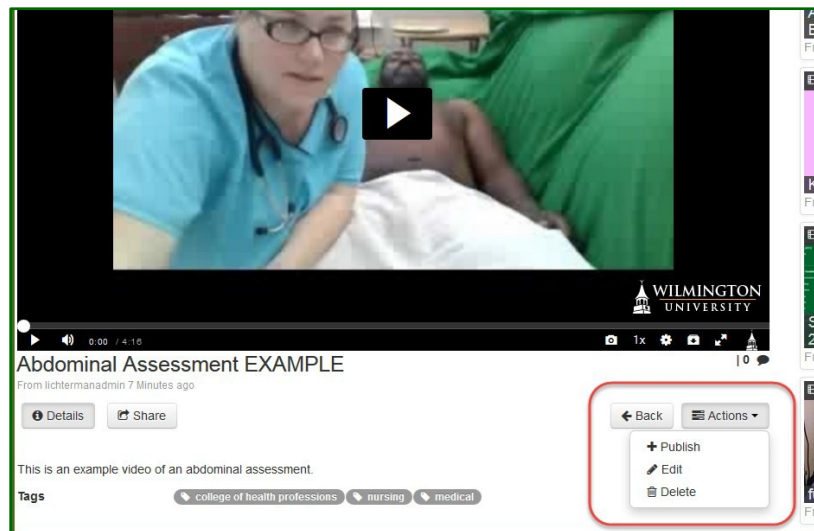 WILMINGTON
UNIVERSITY
0:00 / 4:16
1x
Abdominal Assessment EXAMPLE
| 0
From lichtermanadmin 7 Minutes ago
Details
Share
Back
Actions
Publish
Edit
Delete
This is an example video of an abdominal assessment.
Tags
college of health professions
nursing
medical